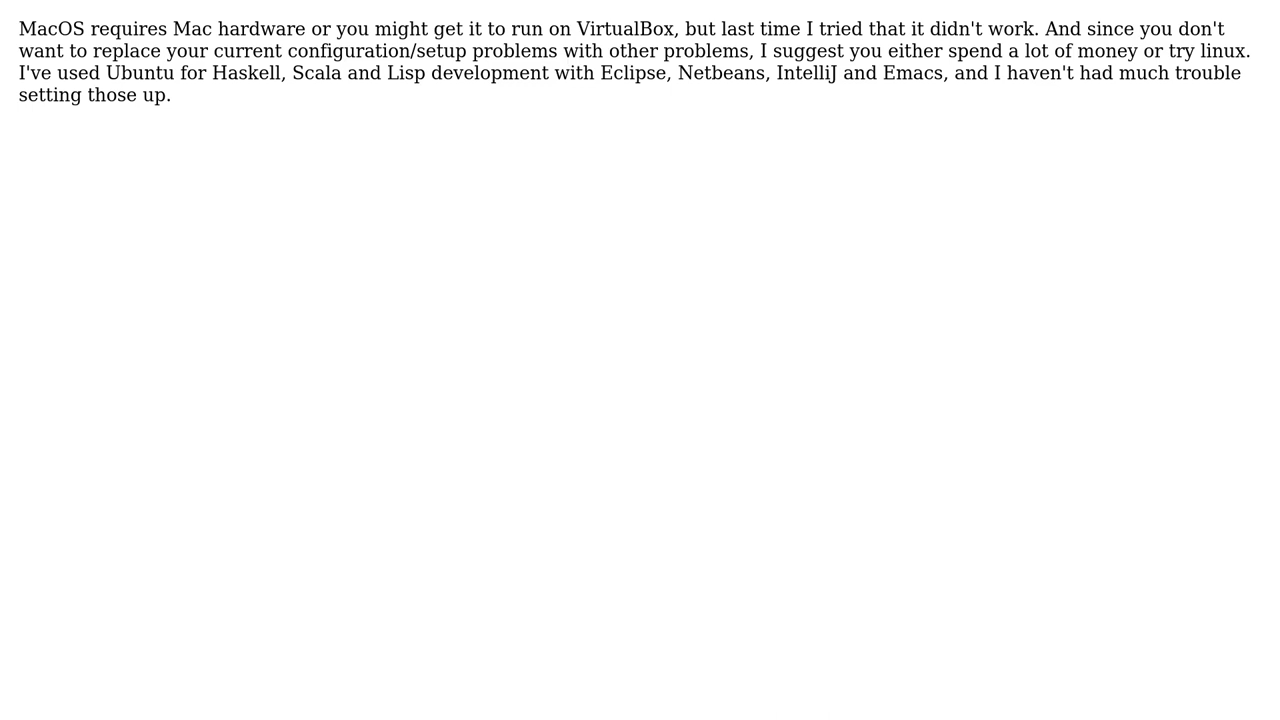 MacOS requires Mac hardware or you might get it to run on VirtualBox, but last time I tried that it didn't work. And since you don't
want to replace your current configuration/setup problems with other problems, I suggest you either spend a lot of money or try linux.
I've used Ubuntu for Haskell, Scala and Lisp development with Eclipse, Netbeans, IntelliJ and Emacs, and I haven't had much trouble
setting those up.